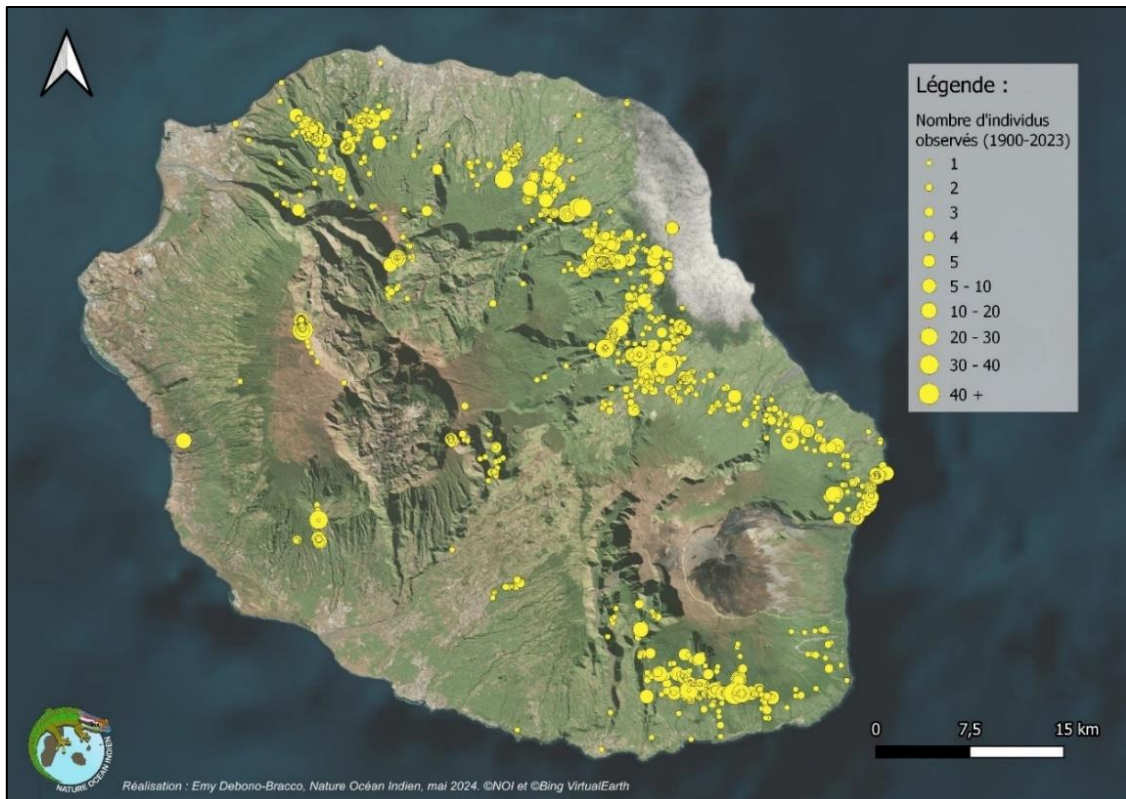 Légende :
Nombre d'individus
observés (1900-2023)
1
2
3
4
5
5 - 10
10 - 20
20 - 30
30 - 40
40 +
0 7,5 15 km
NATURE OCÉAN INDIEN
Réalisation : Emy Debono-Bracco, Nature Océan Indien, mai 2024. ©NOI et ©Bing VirtualEarth